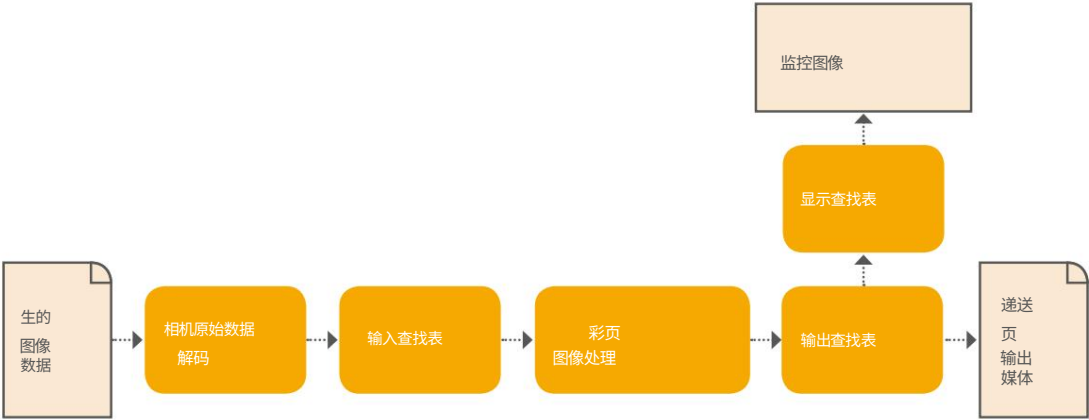 监控图像
显示查找表
生的
图像
数据
相机原始数据
解码
输入查找表
彩页
图像处理
输出查找表
递送
页
输出
媒体